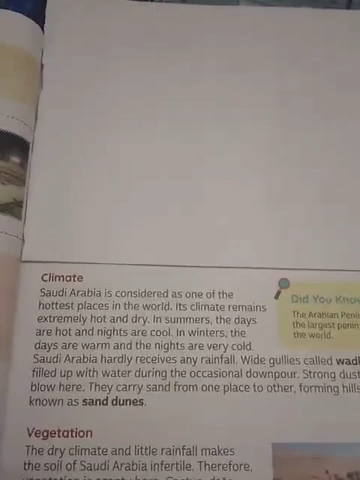 Climate
Saudi Arabia is considered as one of the
hottest places in the world. Its climate remains
extremely hot and dry. In summers, the days
are hot and nights are cool. In winters, the
days are warm and the nights are very cold.
Saudi Arabia hardly receives any rainfall. Wide gullies called wad
filled up with water during the occasional downpour. Strong dust
blow here. They carry sand from one place to other, forming hills
known as sand dunes.
Did You Know
The Arabian Peni
the largest penin
the world.
Vegetation
The dry climate and little rainfall makes
the soil of Saudi Arabia infertile. Therefore,